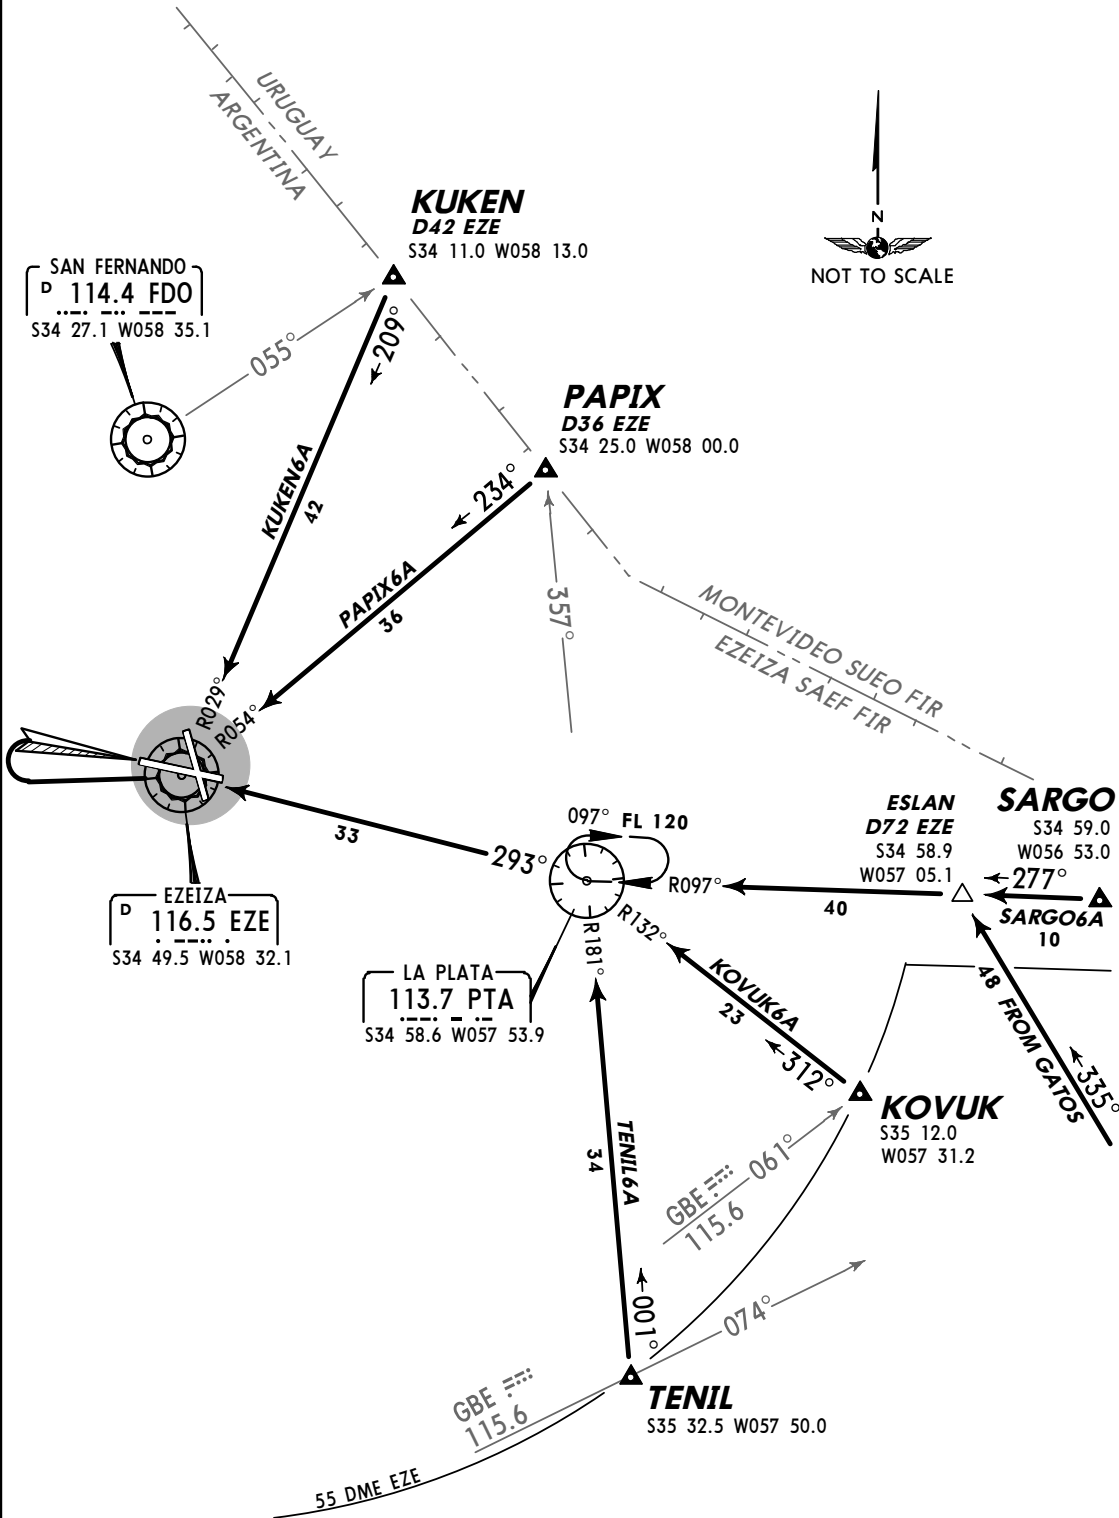 URUGUAY
ARGENTINA
KUKEN
D42 EZE
S34 11.0 W058 13.0
N
NOT TO SCALE
SAN FERNANDO
D 114.4 FDO
S34 27.1 W058 35.1
055°
209°
KUKEN6A
42
PAPIX
D36 EZE
S34 25.0 W058 00.0
234°
PAPIX6A
36
357°
MONTEVIDEO SUEO FIR
EZEIZA SAEF FIR
R029°
R054°
33
293°
097° FL 120
R097°
R132°
R181°
ESLAN
D72 EZE
S34 58.9
W057 05.1
SARGO
S34 59.0
W056 53.0
277°
SARGO6A
10
40
EZEIZA
D 116.5 EZE
S34 49.5 W058 32.1
LA PLATA
113.7 PTA
S34 58.6 W057 53.9
KOVUK6A
23
312°
48 FROM GATOS
335°
KOVUK
S35 12.0
W057 31.2
TENIL6A
34
001°
GBE 061°
115.6
074°
GBE
115.6
TENIL
S35 32.5 W057 50.0
55 DME EZE